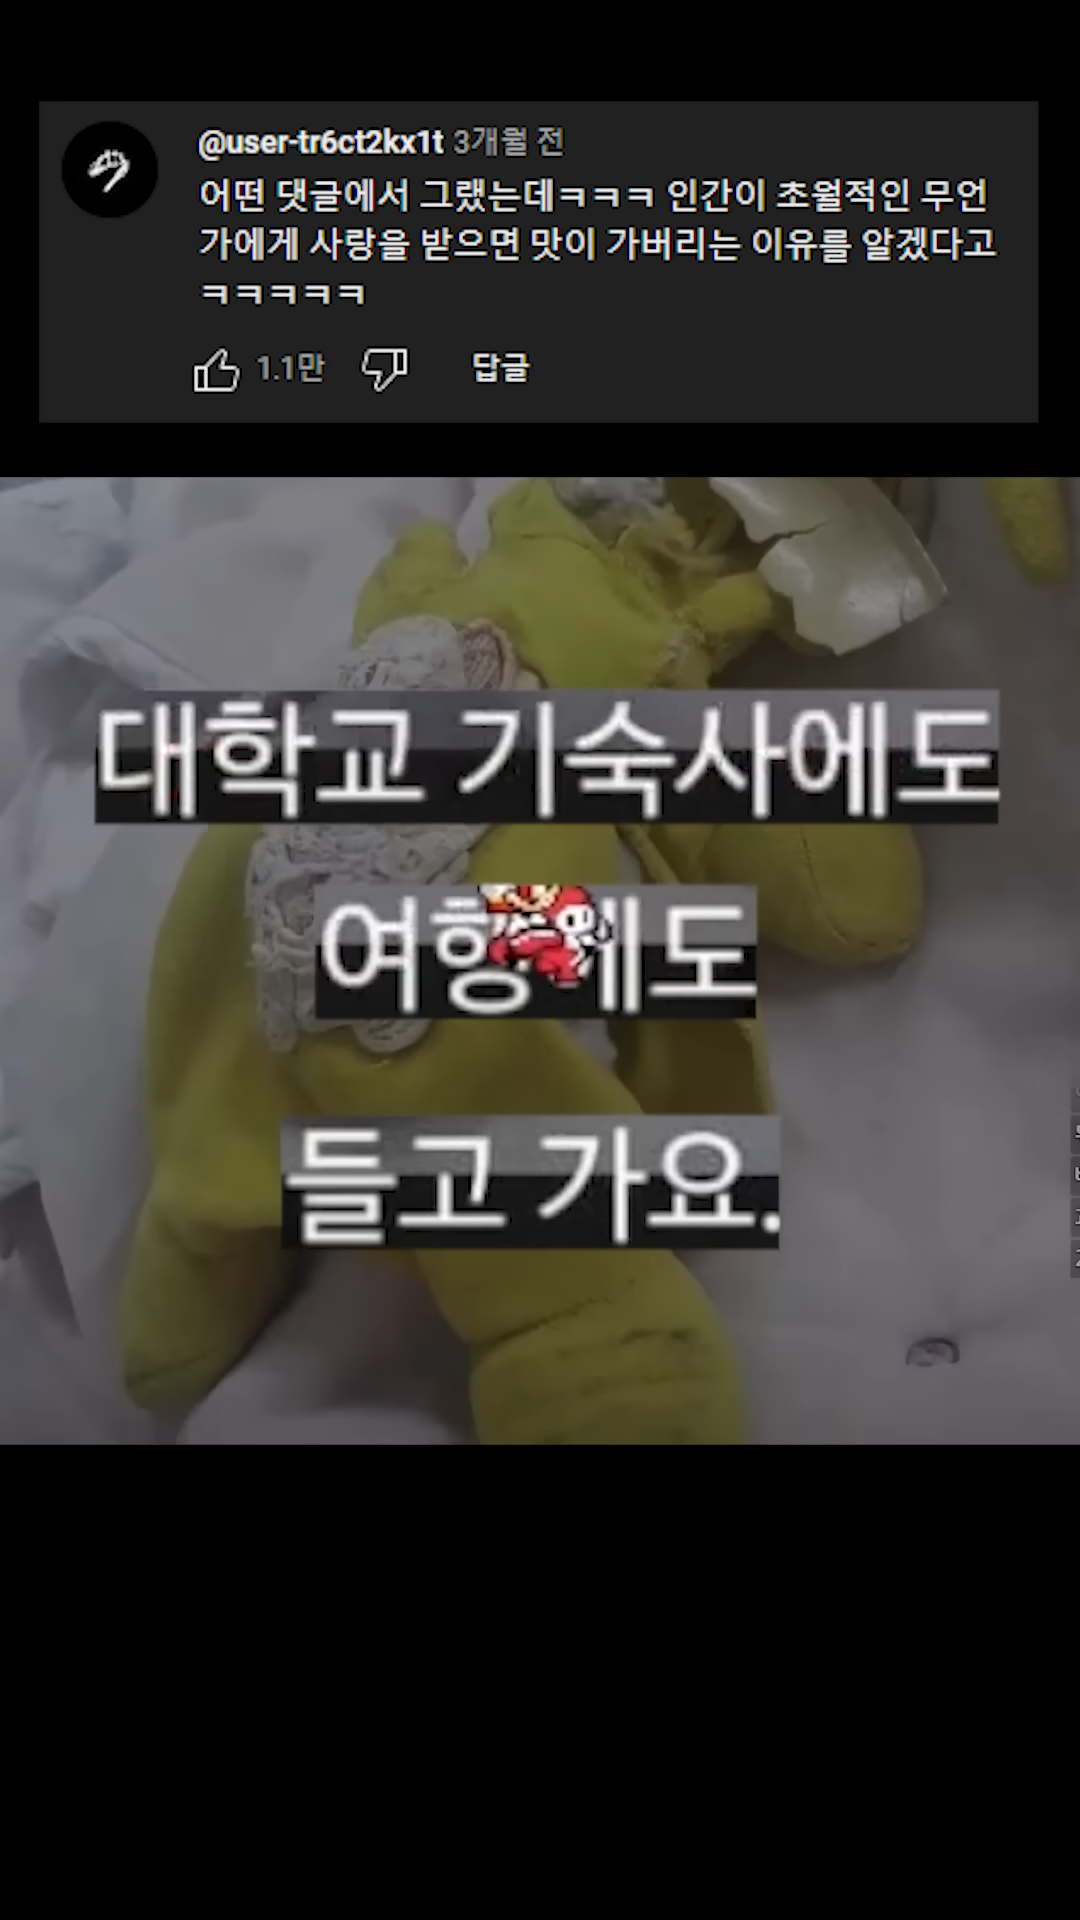 @user-tr6ct2kx1t 3개월 전
어떤 댓글에서 그랬는데ㅋㅋㅋ 인간이 초월적인 무언
가에게 사랑을 받으면 맛이 가버리는 이유를 알겠다고
ㅋㅋㅋㅋㅋ
1.1만 답글
대학교 기숙사에도
여행에도
들고 가요.